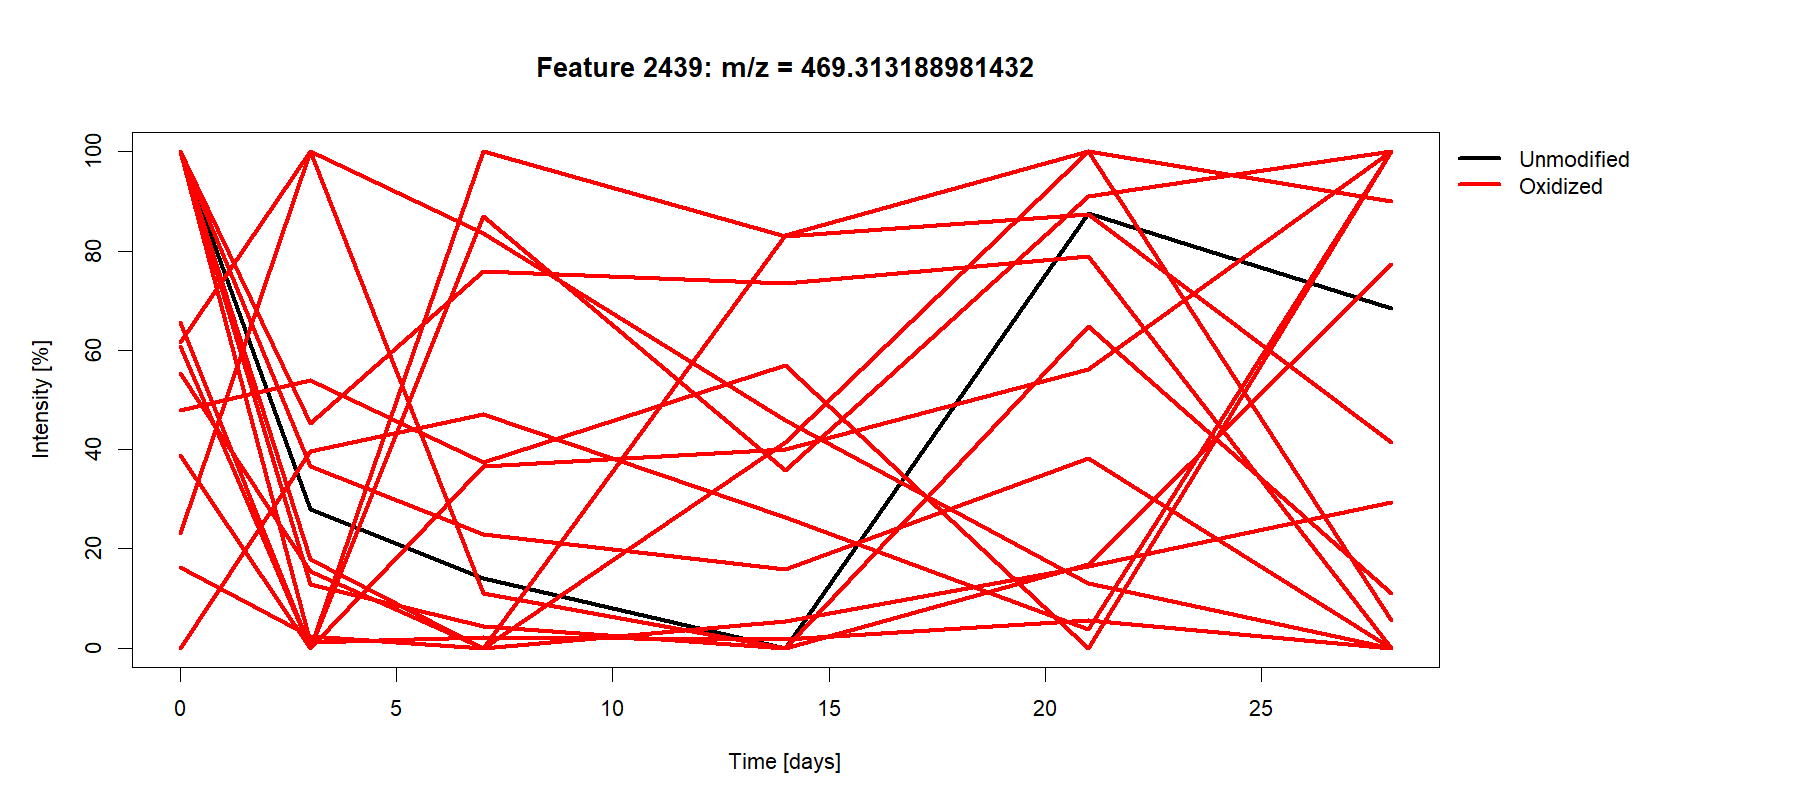 Feature 2439: m/z = 469.313188981432
Unmodified
Oxidized
Intensity [%]
100
80
60
40
20
0
0 5 10 15 20 25
Time [days]